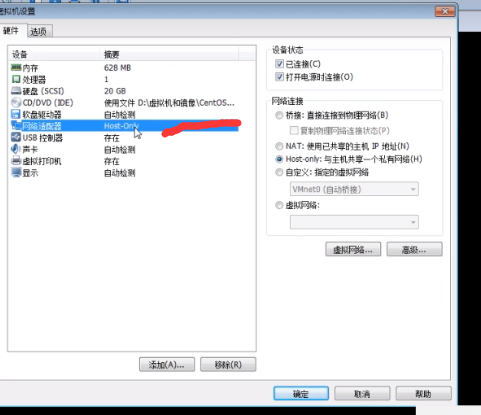 虚拟机设置
硬件 选项
设备 摘要
内存 628 MB
处理器 1
硬盘 (SCSI) 20 GB
CD/DVD (IDE) 使用文件 D:\虚拟机和镜像\CentOS...
软盘驱动器 自动检测
网络适配器 Host-Only
USB 控制器 存在
声卡 自动检测
虚拟打印机 存在
显示 自动检测
添加(A)... 移除(R)
设备状态
已连接(C)
打开电源时连接(O)
网络连接
桥接: 直接连接到物理网络(B)
复制物理网络连接状态(P)
NAT: 使用已共享的主机 IP 地址(N)
Host-only: 与主机共享一个私有网络(H)
自定义: 指定的虚拟网络
VMnet0 (自动桥接)
虚拟网络:
虚拟网络... 高级...
确定 取消 帮助